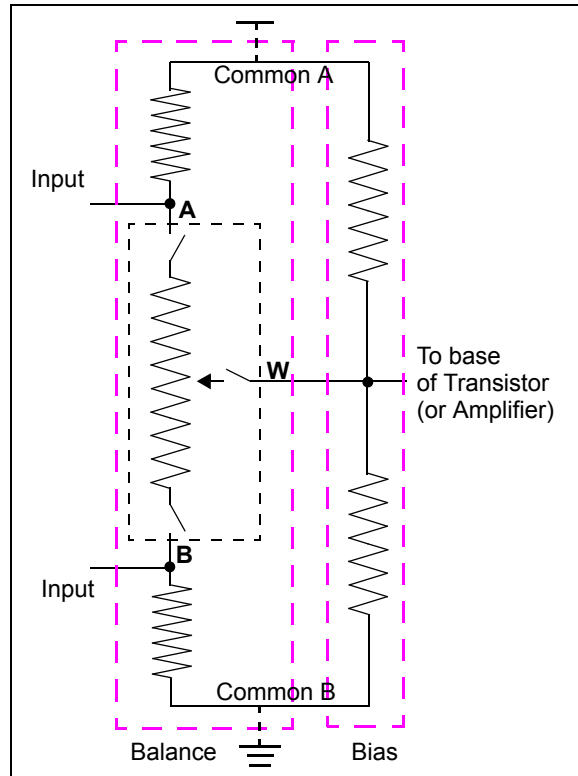 Common A
Input
A
W
To base
of Transistor
(or Amplifier)
B
Input
Common B
Balance
Bias